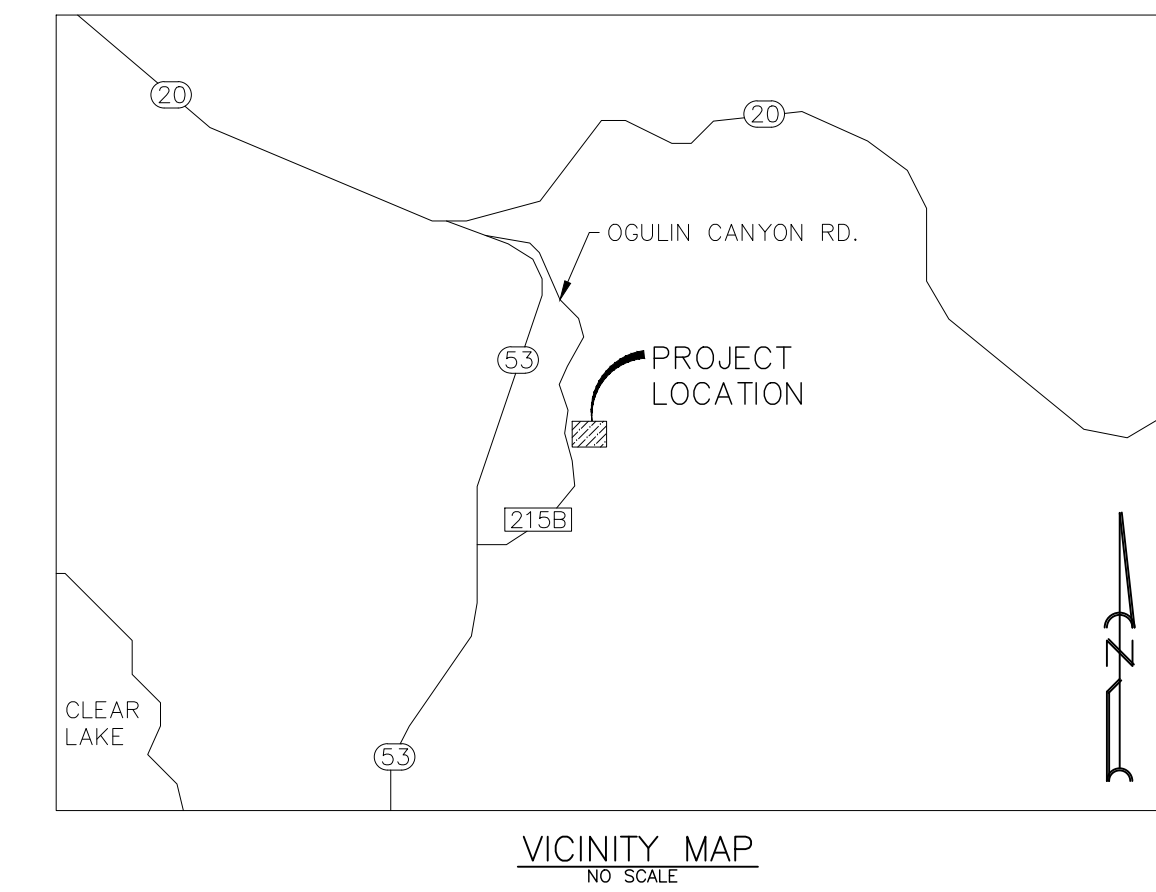 20
20
OGULIN CANYON RD.
53
PROJECT
LOCATION
215B
N
CLEAR
LAKE
53
VICINITY MAP
NO SCALE